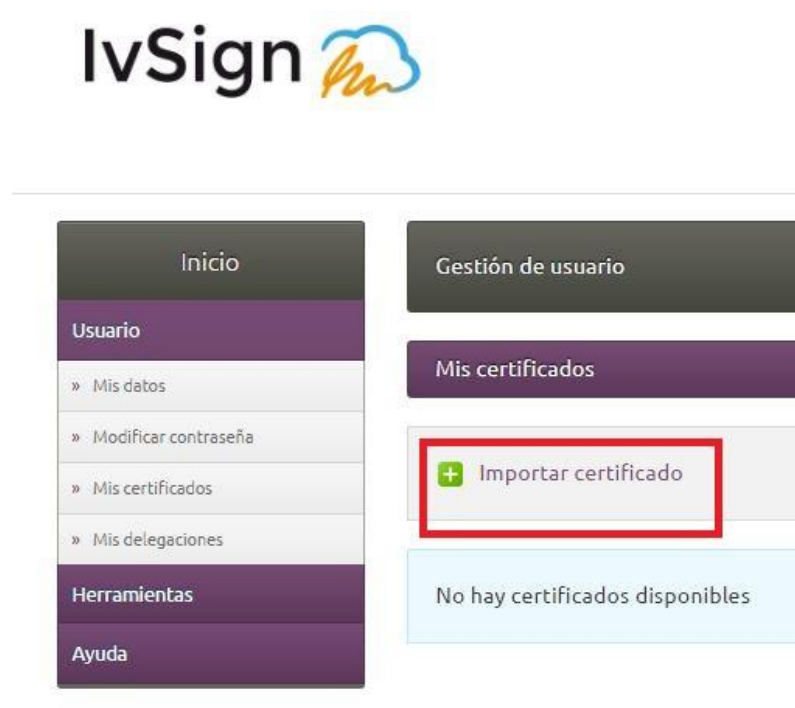 IvSign
Inicio
Usuario
» Mis datos
» Modificar contraseña
» Mis certificados
» Mis delegaciones
Herramientas
Ayuda
Gestión de usuario
Mis certificados
Importar certificado
No hay certificados disponibles